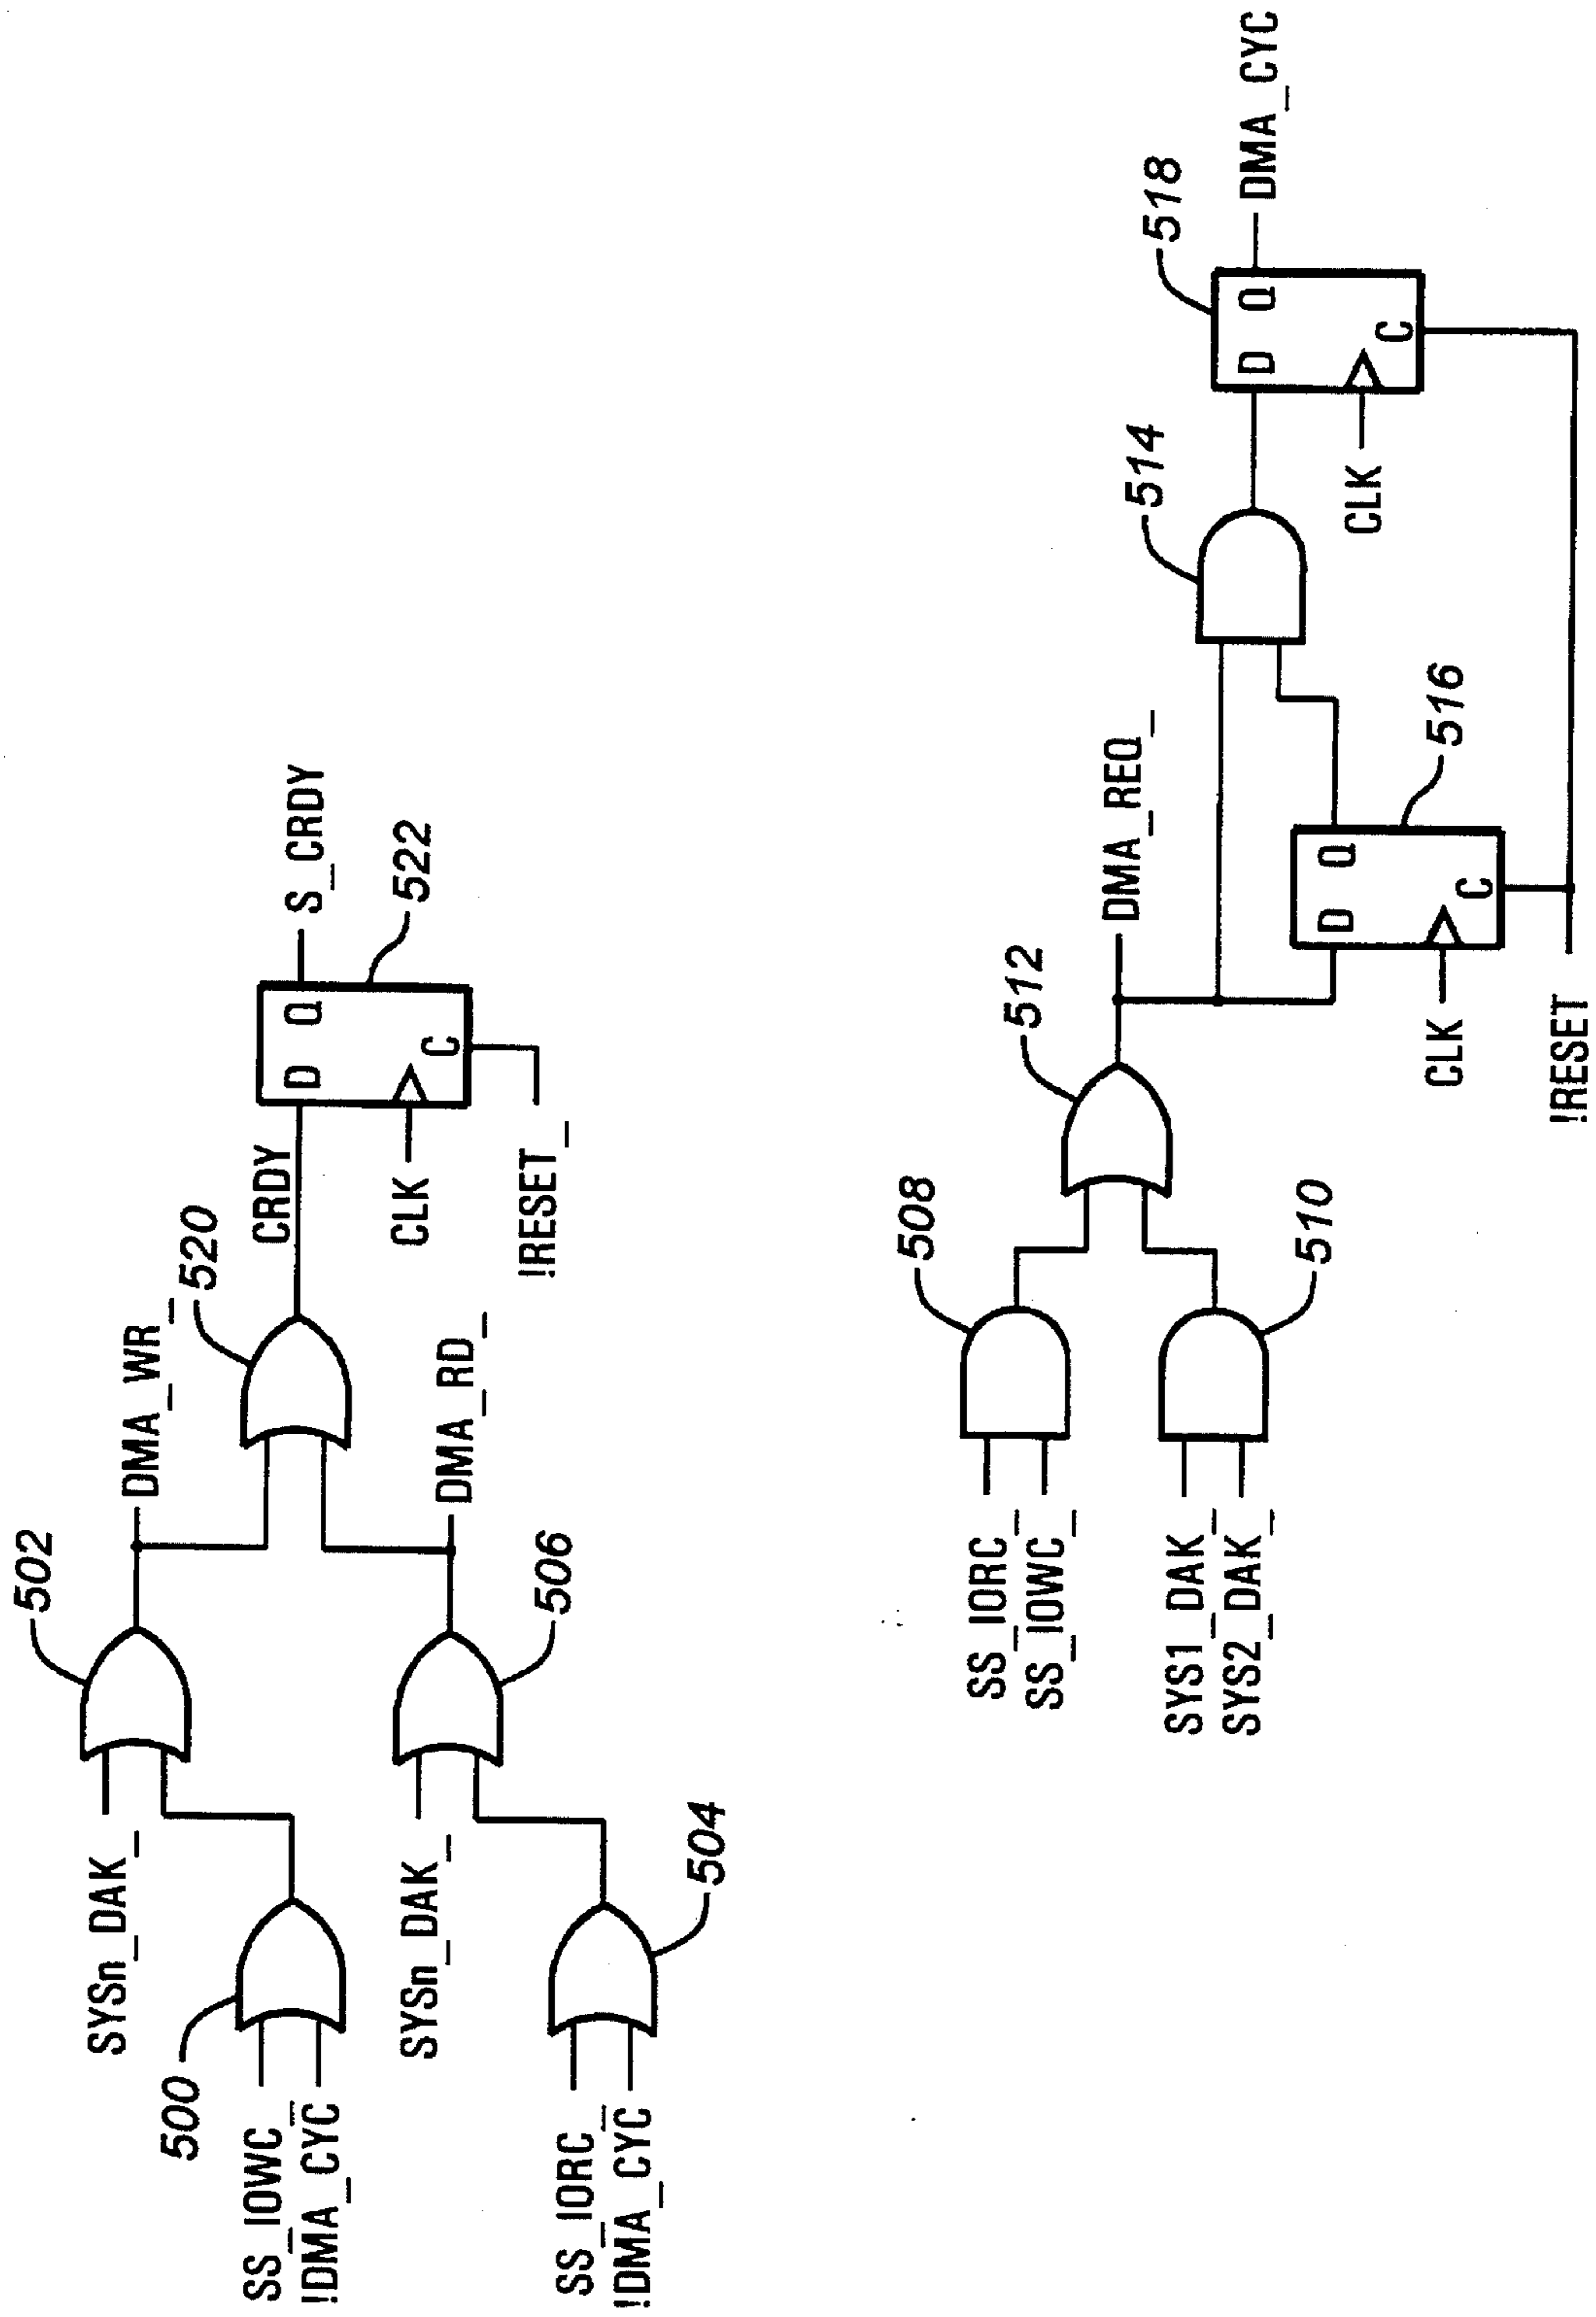 502
DMA_WR_
SYSn_DAK_
520
S_CRDY
CRDY
500
SS_IOWC_
!DMA_CYC
D Q
522
CLK
C
!RESET_
DMA_RD_
506
SYSn_DAK_
504
SS_IORC_
!DMA_CYC
508
SS_IORC_
SS_IOWC_
512
DMA_REQ_
510
SYS1_DAK_
SYS2_DAK_
514
518
D Q
DMA_CYC
CLK
C
D Q
516
CLK
C
!RESET